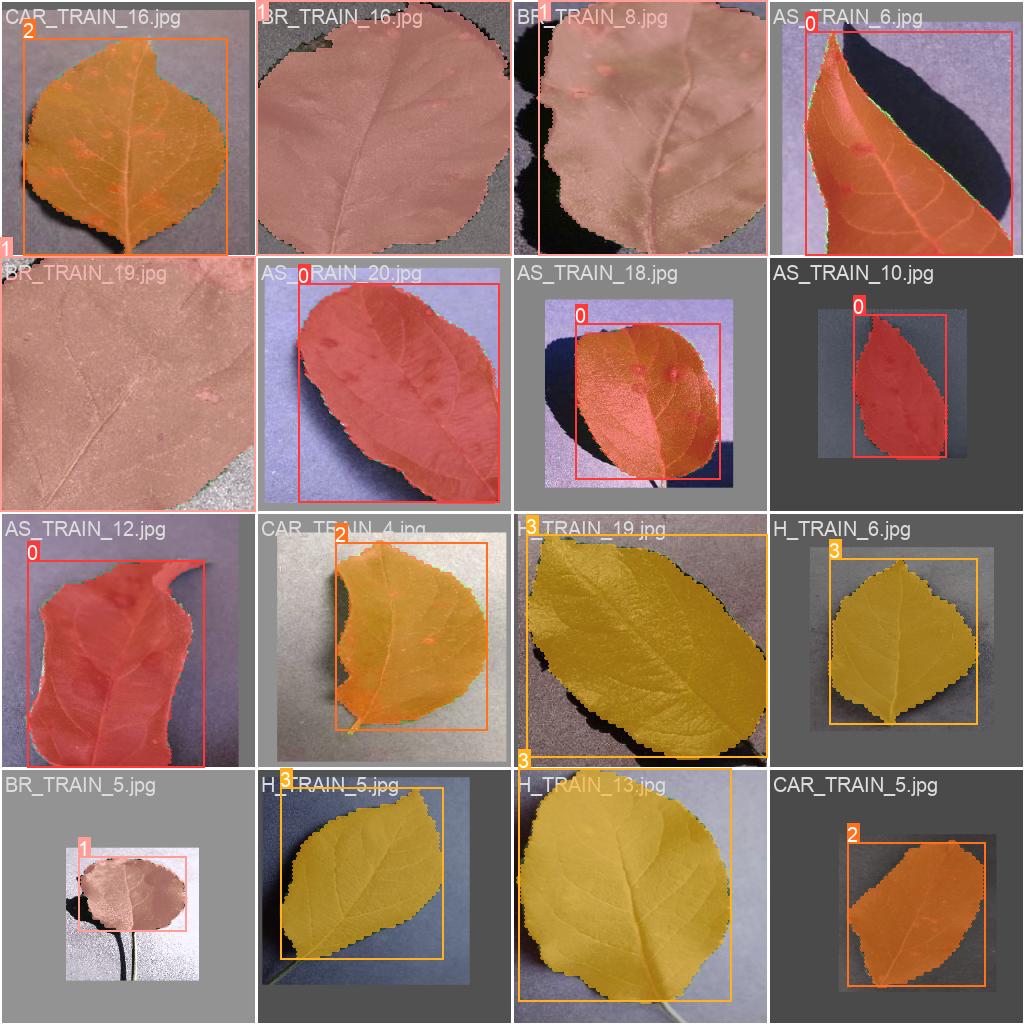 CAR_TRAIN_16.jpg
2
BR_TRAIN_16.jpg
1
BR_TRAIN_8.jpg
1
AS_TRAIN_6.jpg
0
BR_TRAIN_19.jpg
1
AS_TRAIN_20.jpg
0
AS_TRAIN_18.jpg
0
AS_TRAIN_10.jpg
0
AS_TRAIN_12.jpg
0
CAR_TRAIN_4.jpg
2
H_TRAIN_19.jpg
3
H_TRAIN_6.jpg
3
BR_TRAIN_5.jpg
1
H_TRAIN_5.jpg
3
H_TRAIN_13.jpg
3
CAR_TRAIN_5.jpg
2